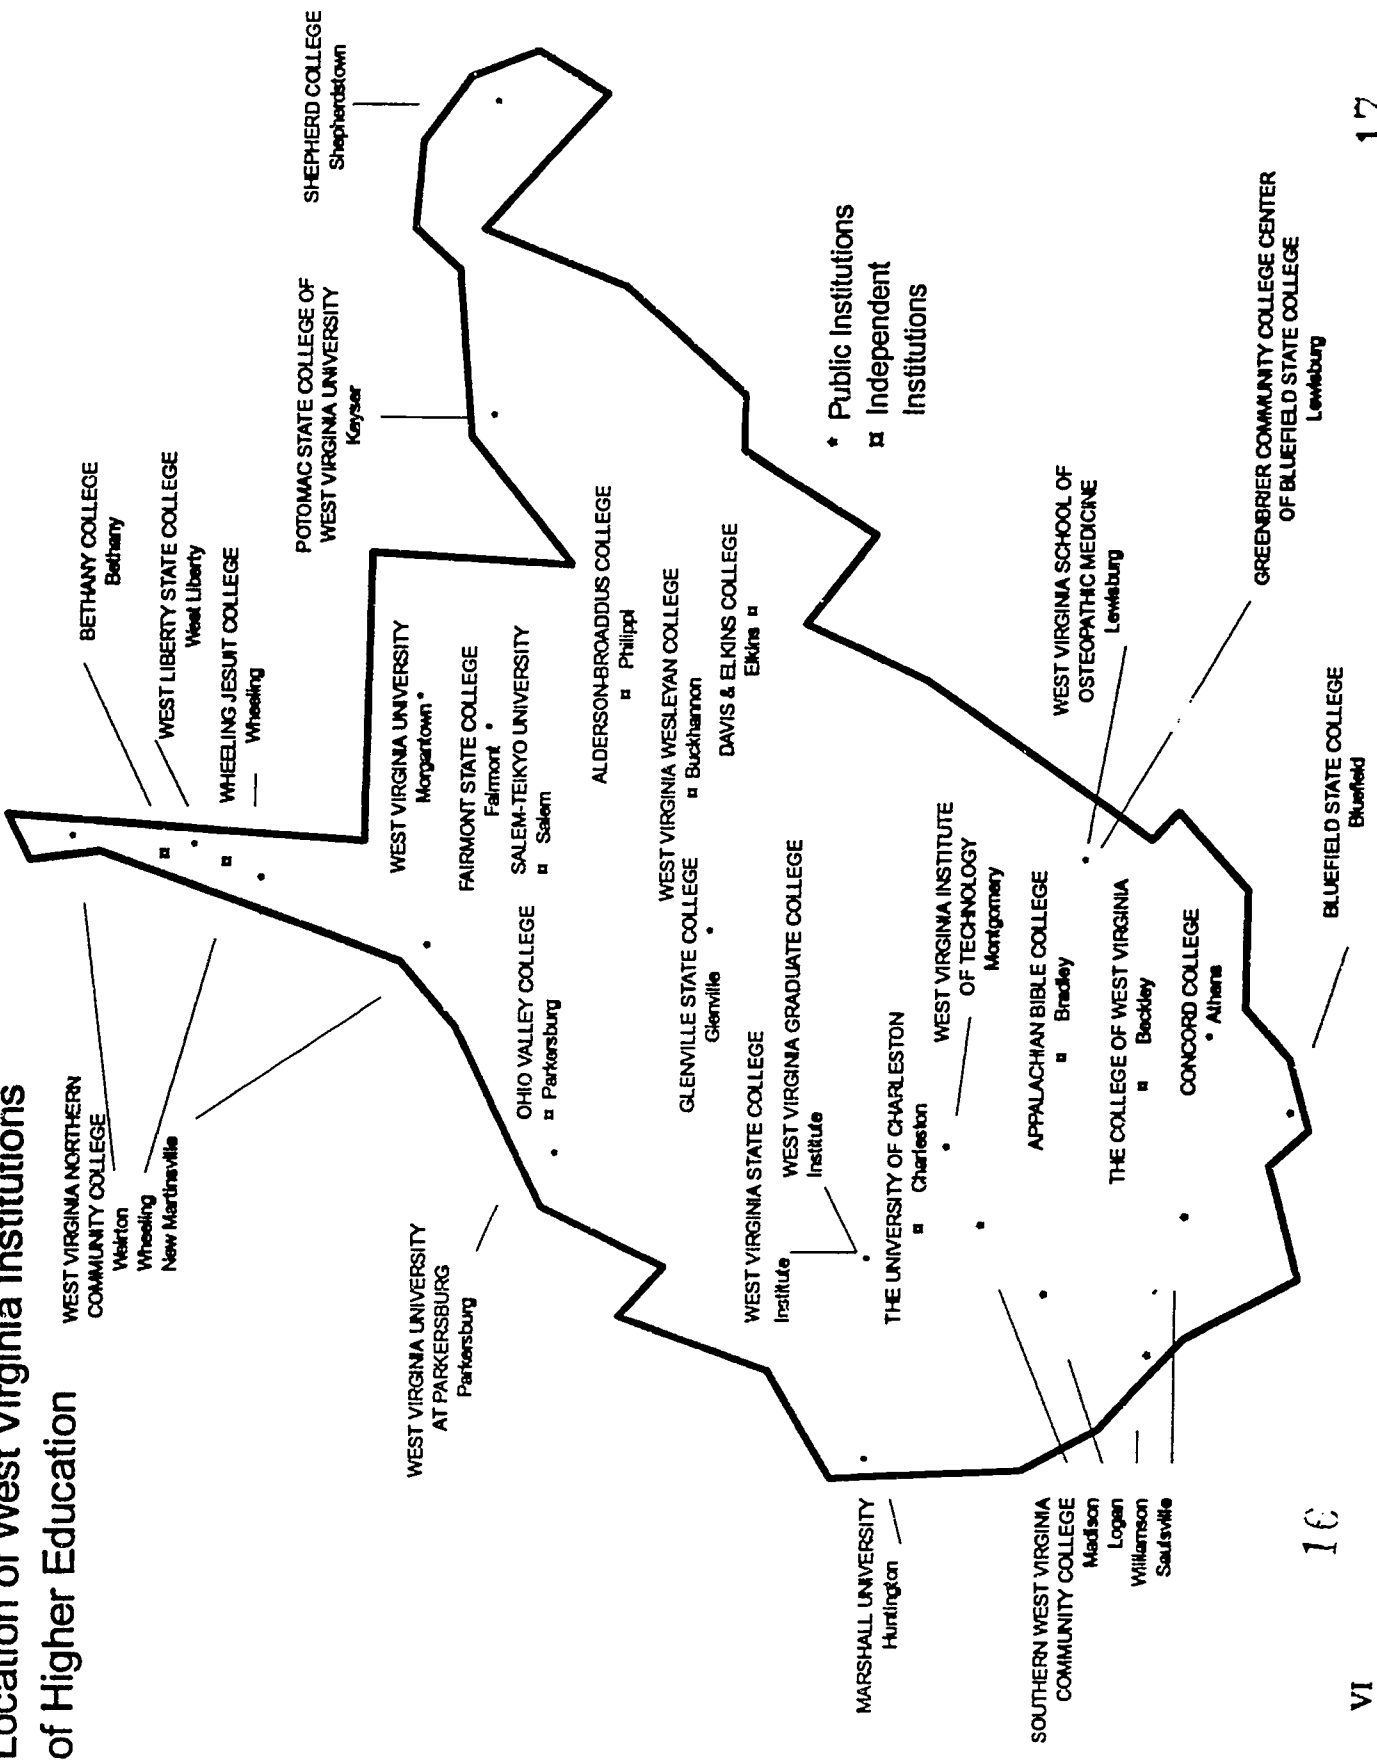 Location of West Virginia Institutions
of Higher Education
BETHANY COLLEGE
Bethany
WEST LIBERTY STATE COLLEGE
West Liberty
WHEELING JESUIT COLLEGE
Wheeling
WEST VIRGINIA NORTHERN
COMMUNITY COLLEGE
Weirton
Wheeling
New Martinsville
SHEPHERD COLLEGE
Shepherdstown
POTOMAC STATE COLLEGE OF
WEST VIRGINIA UNIVERSITY
Keyser
WEST VIRGINIA UNIVERSITY
Morgantown *
FAIRMONT STATE COLLEGE
Fairmont *
SALEM-TEIKYO UNIVERSITY
¤ Salem
OHIO VALLEY COLLEGE
¤ Parkersburg
WEST VIRGINIA UNIVERSITY
AT PARKERSBURG
Parkersburg
ALDERSON-BROADDUS COLLEGE
¤ Philippi
WEST VIRGINIA WESLEYAN COLLEGE
¤ Buckhannon
GLENVILLE STATE COLLEGE
Glenville *
DAVIS & ELKINS COLLEGE
Elkins ¤
* Public Institutions
¤ Independent
Institutions
WEST VIRGINIA STATE COLLEGE
Institute
WEST VIRGINIA GRADUATE COLLEGE
Institute
MARSHALL UNIVERSITY
Huntington
THE UNIVERSITY OF CHARLESTON
¤ Charleston
WEST VIRGINIA INSTITUTE
OF TECHNOLOGY
Montgomery
APPALACHIAN BIBLE COLLEGE
¤ Bradley
WEST VIRGINIA SCHOOL OF
OSTEOPATHIC MEDICINE
Lewisburg
SOUTHERN WEST VIRGINIA
COMMUNITY COLLEGE
Madison
Logan
Williamson
Saulsville
THE COLLEGE OF WEST VIRGINIA
¤ Beckley
CONCORD COLLEGE
* Athens
GREENBRIER COMMUNITY COLLEGE CENTER
OF BLUEFIELD STATE COLLEGE
Lewisburg
BLUEFIELD STATE COLLEGE
Bluefield
VI
17